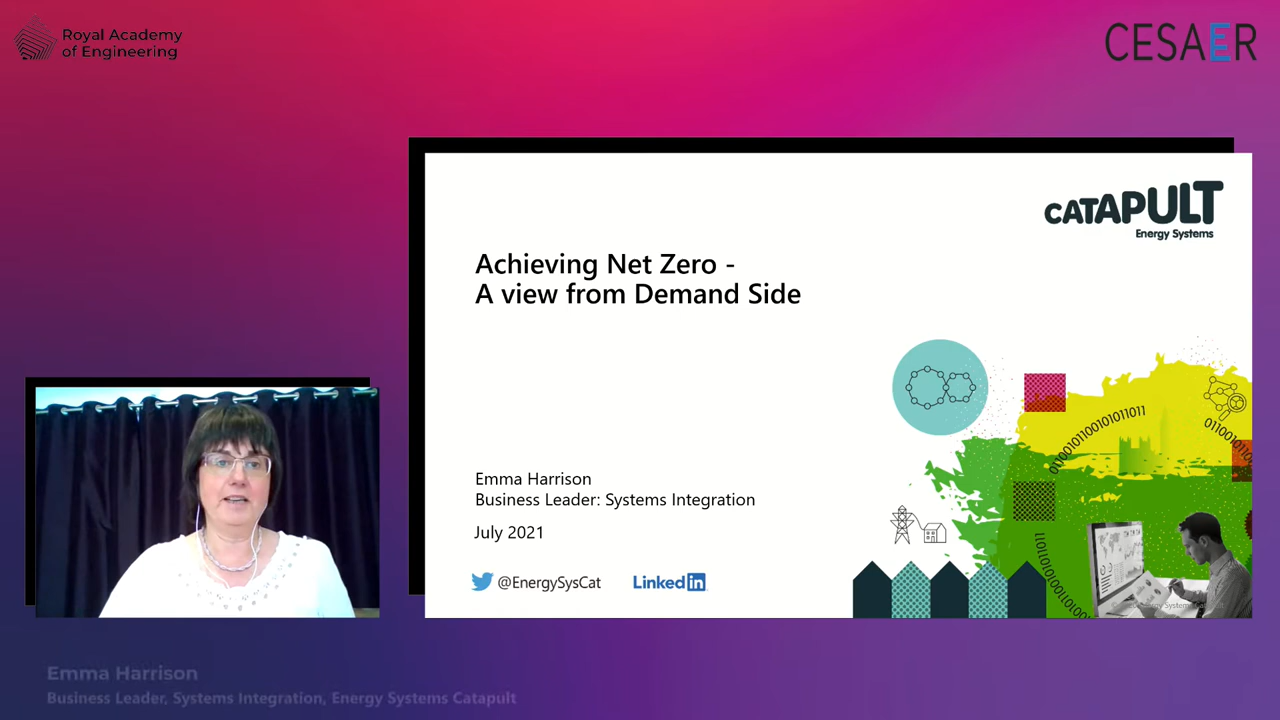 Royal Academy
of Engineering
CESAER
CATAPULT
Energy Systems
Achieving Net Zero -
A view from Demand Side
Emma Harrison
Business Leader: Systems Integration
July 2021
@EnergySysCat
Linkedin
Emma Harrison
Business Leader, Systems Integration, Energy Systems Catapult